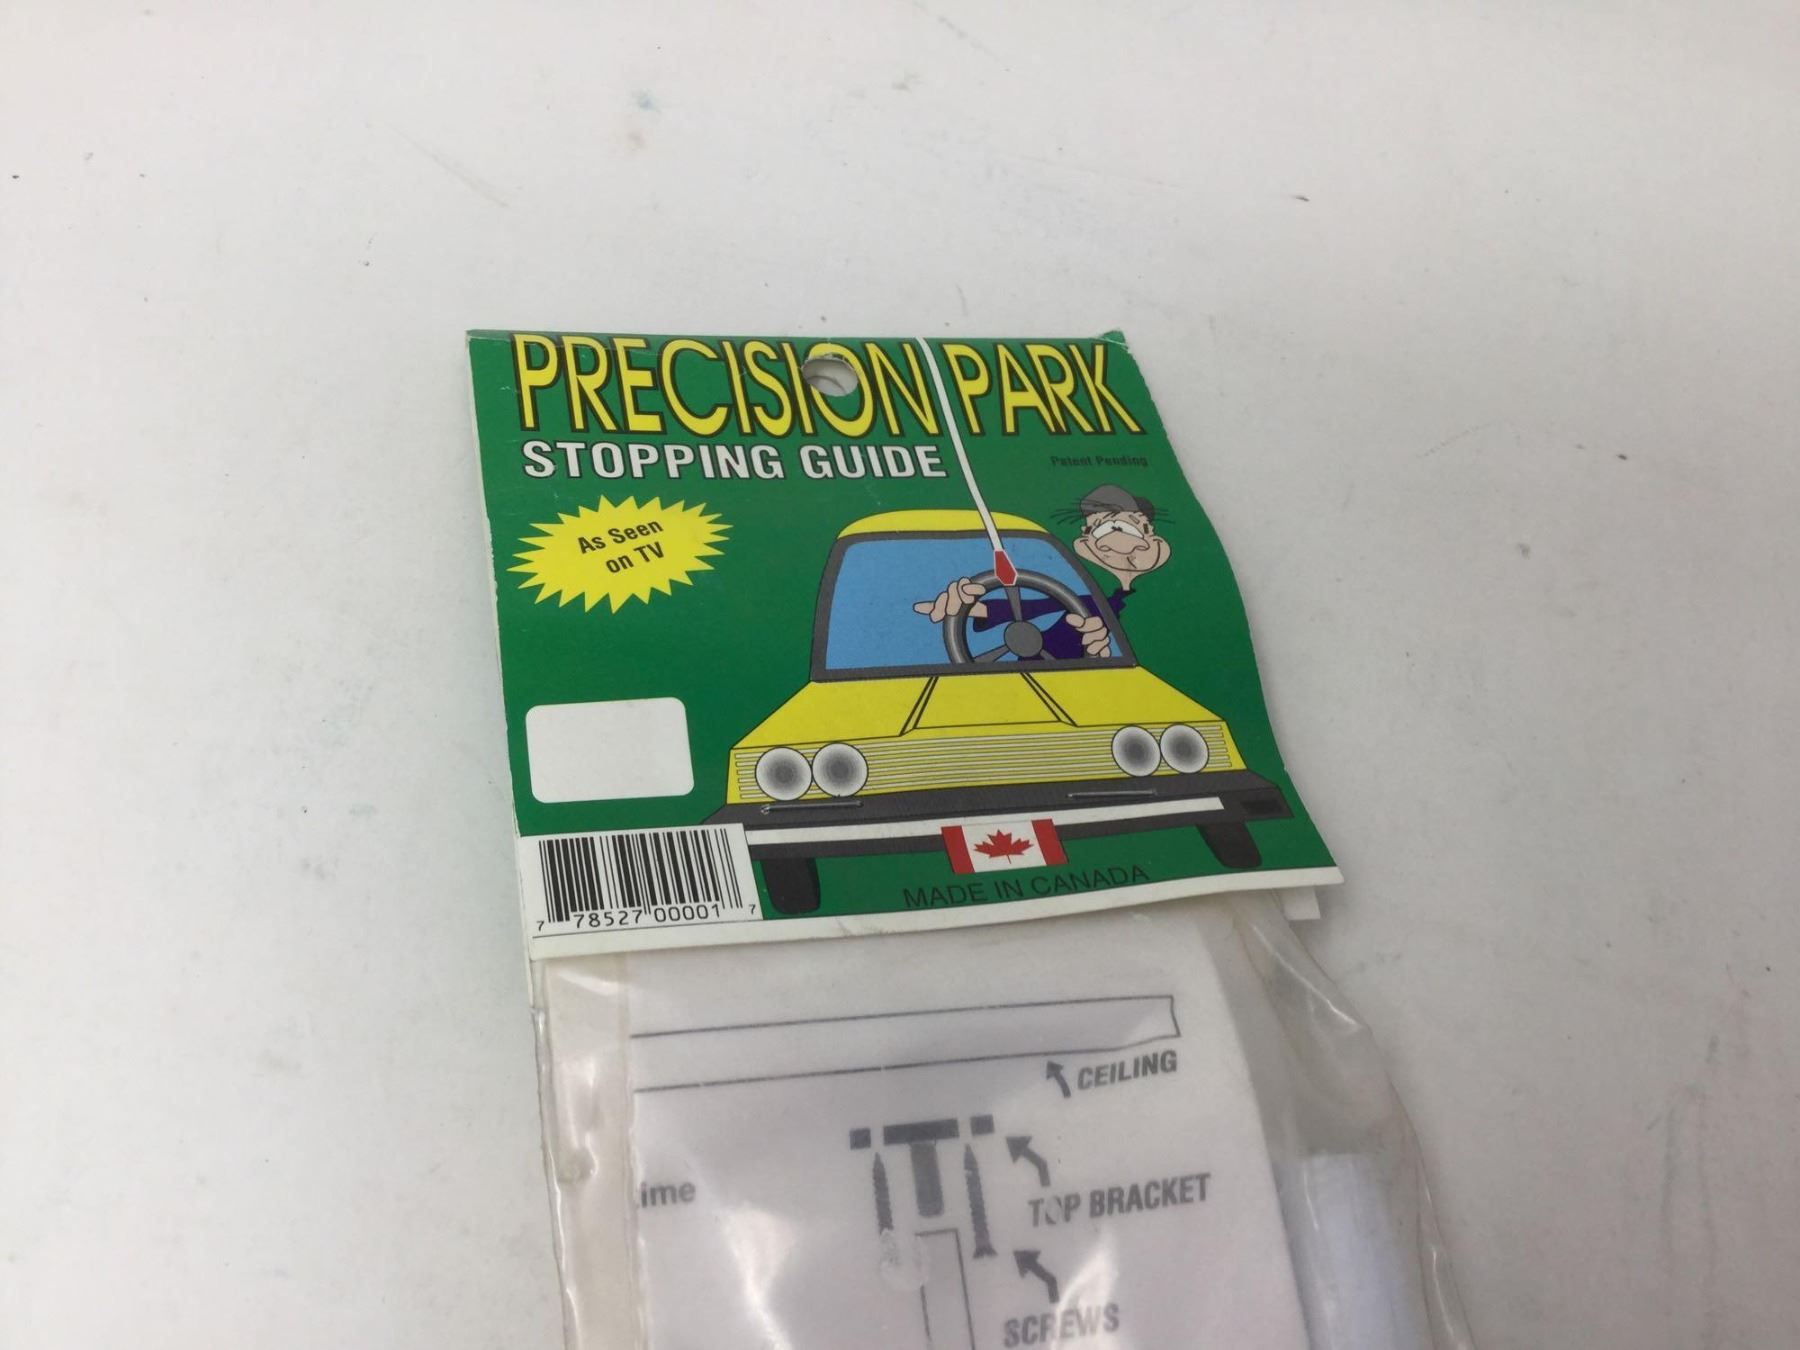 PRECISION PARK
STOPPING GUIDE
Patent Pending
As Seen
on TV
MADE IN CANADA
7 78527 00001 7
CEILING
ime
TOP BRACKET
SCREWS